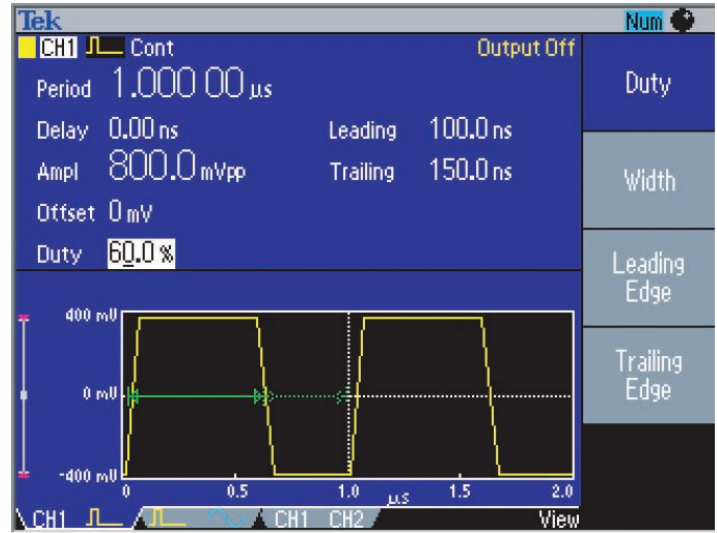 Tek Num
CH1 Cont Output Off
Period 1.000 00 µs
Delay 0.00 ns Leading 100.0 ns
Ampl 800.0 mVpp Trailing 150.0 ns
Offset 0 mV
Duty 60.0 %
400 mV
0 mV
-400 mV
0 0.5 1.0 µs 1.5 2.0
CH1 CH1 CH2 View
Duty
Width
Leading
Edge
Trailing
Edge